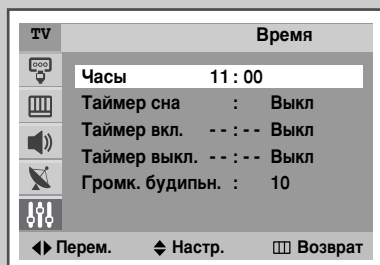 TV Время
Часы 11 : 00
Таймер сна : Выкл
Таймер вкл. - - : - - Выкл
Таймер выкл. - - : - - Выкл
Громк. будипьн. : 10
Перем. Настр. Возврат